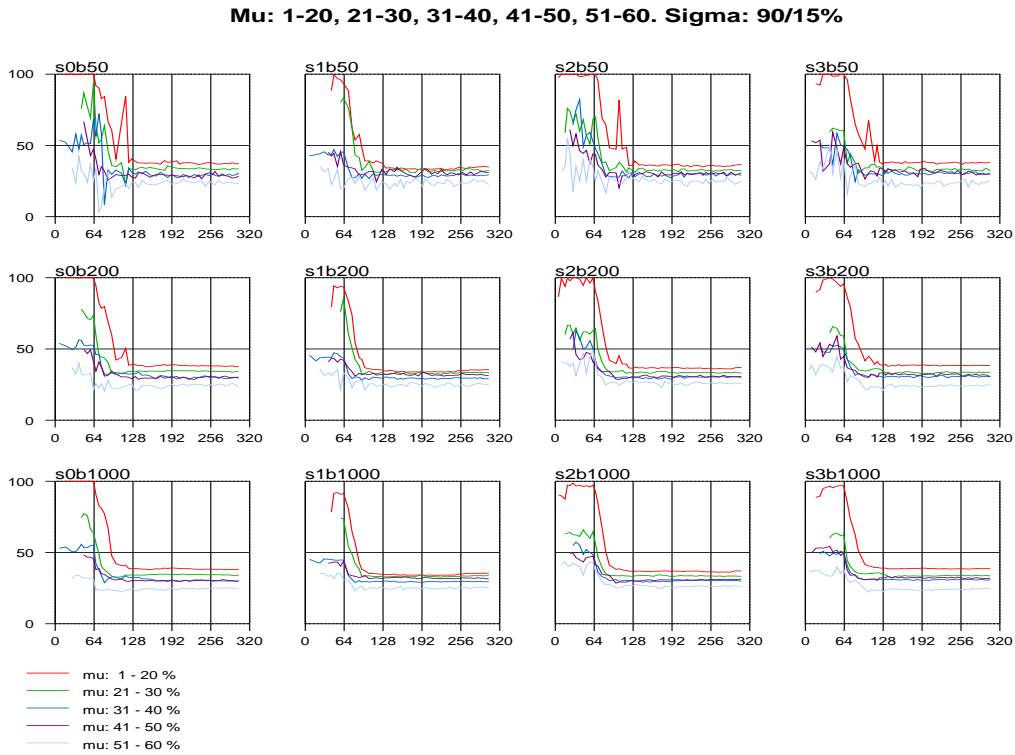 Mu: 1-20, 21-30, 31-40, 41-50, 51-60. Sigma: 90/15%
s0b50 s1b50 s2b50 s3b50
100
50
0
0 64 128 192 256 320 0 64 128 192 256 320 0 64 128 192 256 320 0 64 128 192 256 320
s0b200 s1b200 s2b200 s3b200
100
50
0
0 64 128 192 256 320 0 64 128 192 256 320 0 64 128 192 256 320 0 64 128 192 256 320
s0b1000 s1b1000 s2b1000 s3b1000
100
50
0
0 64 128 192 256 320 0 64 128 192 256 320 0 64 128 192 256 320 0 64 128 192 256 320
mu: 1 - 20 %
mu: 21 - 30 %
mu: 31 - 40 %
mu: 41 - 50 %
mu: 51 - 60 %